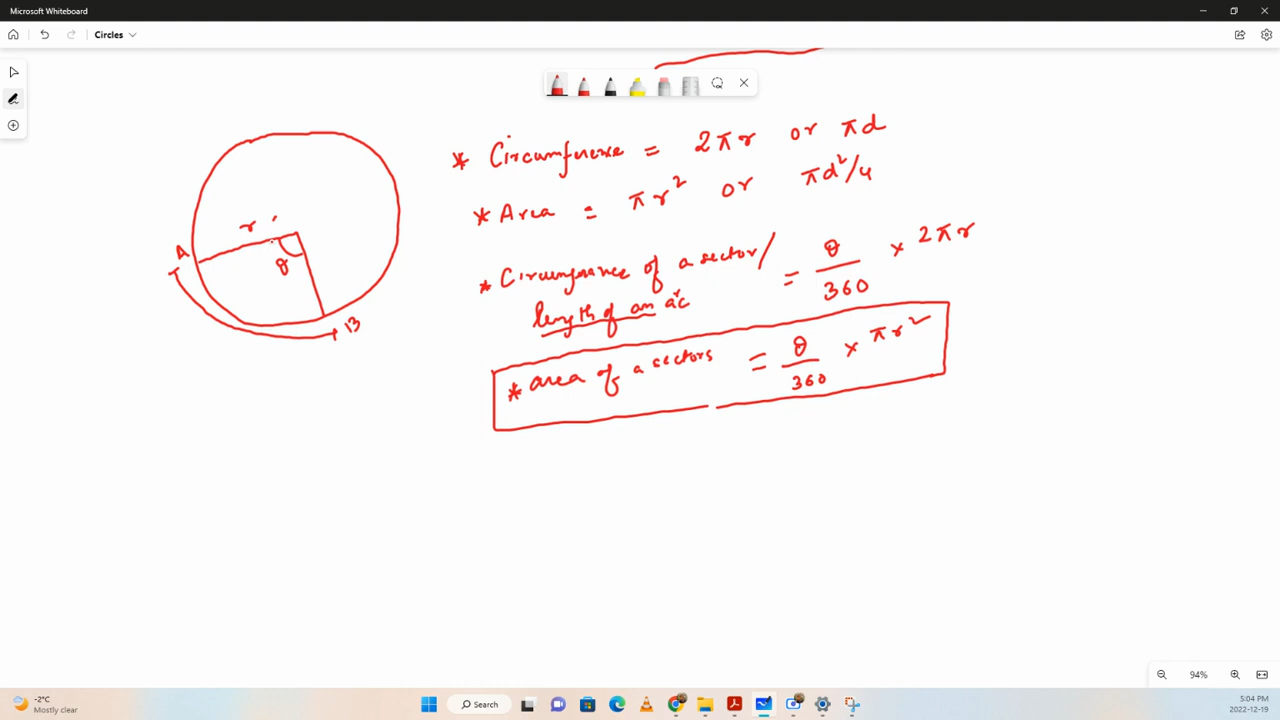 Microsoft Whiteboard
Circles
* Circumference = 2πr or πd
* Area = πr² or πd²/4
* Circumferance of a sector/ = θ/360 × 2πr
length of an arc
* area of a sectors = θ/360 × πr²
r
A
θ
B
94%
-2°C
Mostly clear
Search
5:04 PM
2022-12-19